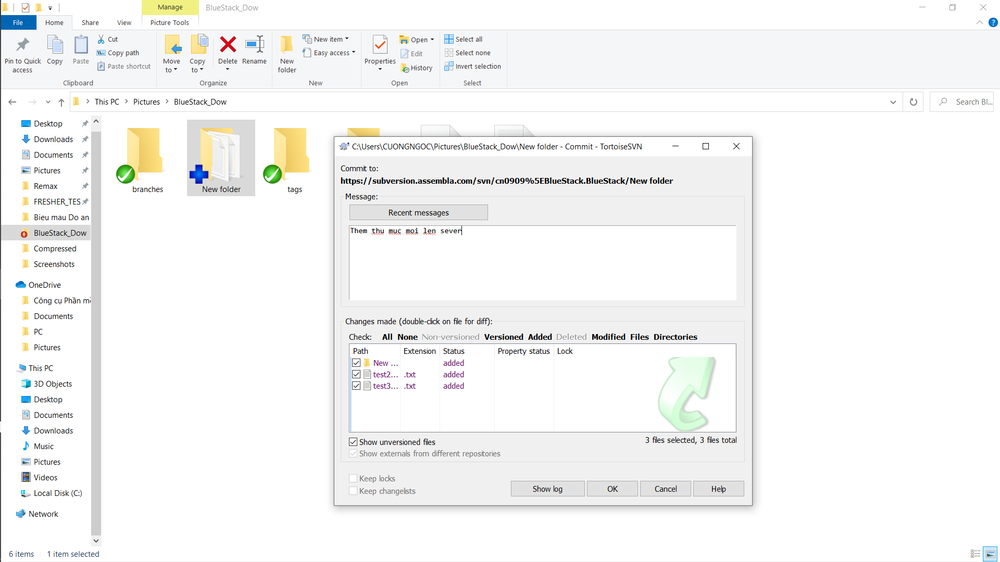 Manage
BlueStack_Dow
File
Home
Share
View
Picture Tools
Pin to Quick access
Copy
Paste
Cut
Copy path
Paste shortcut
Clipboard
Move to
Copy to
Delete
Rename
Organize
New folder
New item
Easy access
New
Properties
Open
Edit
History
Open
Select all
Select none
Invert selection
Select
This PC > Pictures > BlueStack_Dow
Search Bl...
Desktop
Downloads
Documents
Pictures
Remax
FRESHER_TES
Bieu mau Do an
BlueStack_Dow
Compressed
Screenshots
OneDrive
Công cụ Phần mề
Documents
PC
Pictures
This PC
3D Objects
Desktop
Documents
Downloads
Music
Pictures
Videos
Local Disk (C:)
Network
branches
New folder
tags
C:\Users\CUONGNGOC\Pictures\BlueStack_Dow\New folder - Commit - TortoiseSVN
Commit to:
https://subversion.assembla.com/svn/cn0909%5EBlueStack.BlueStack/New folder
Message:
Recent messages
Them thu muc moi len sever
Changes made (double-click on file for diff):
Check: All None Non-versioned Versioned Added Deleted Modified Files Directories
Path Extension Status Property status Lock
New ... added
test2... .txt added
test3... .txt added
Show unversioned files
3 files selected, 3 files total
Show externals from different repositories
Keep locks
Keep changelists
Show log
OK
Cancel
Help
6 items
1 item selected